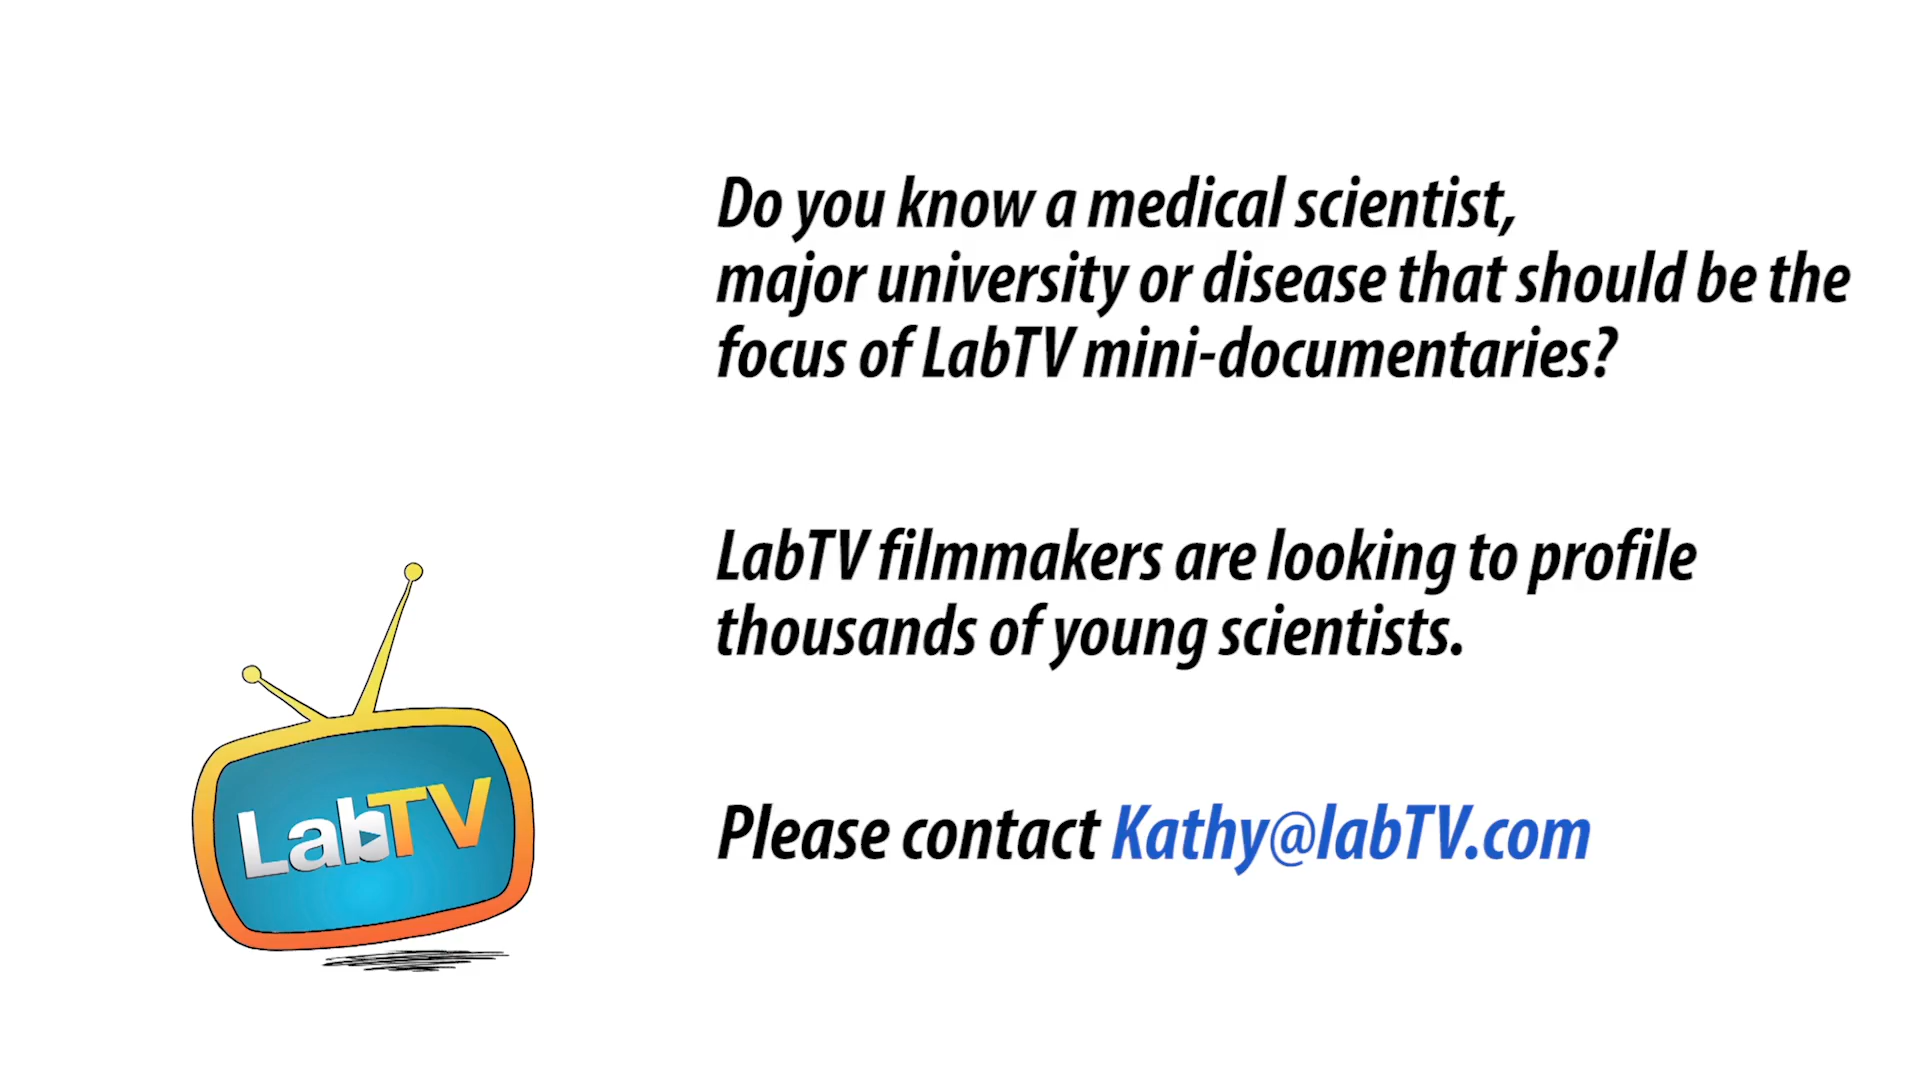 Do you know a medical scientist,
major university or disease that should be the
focus of LabTV mini-documentaries?
LabTV filmmakers are looking to profile
thousands of young scientists.
Please contact Kathy@labTV.com
LabTV